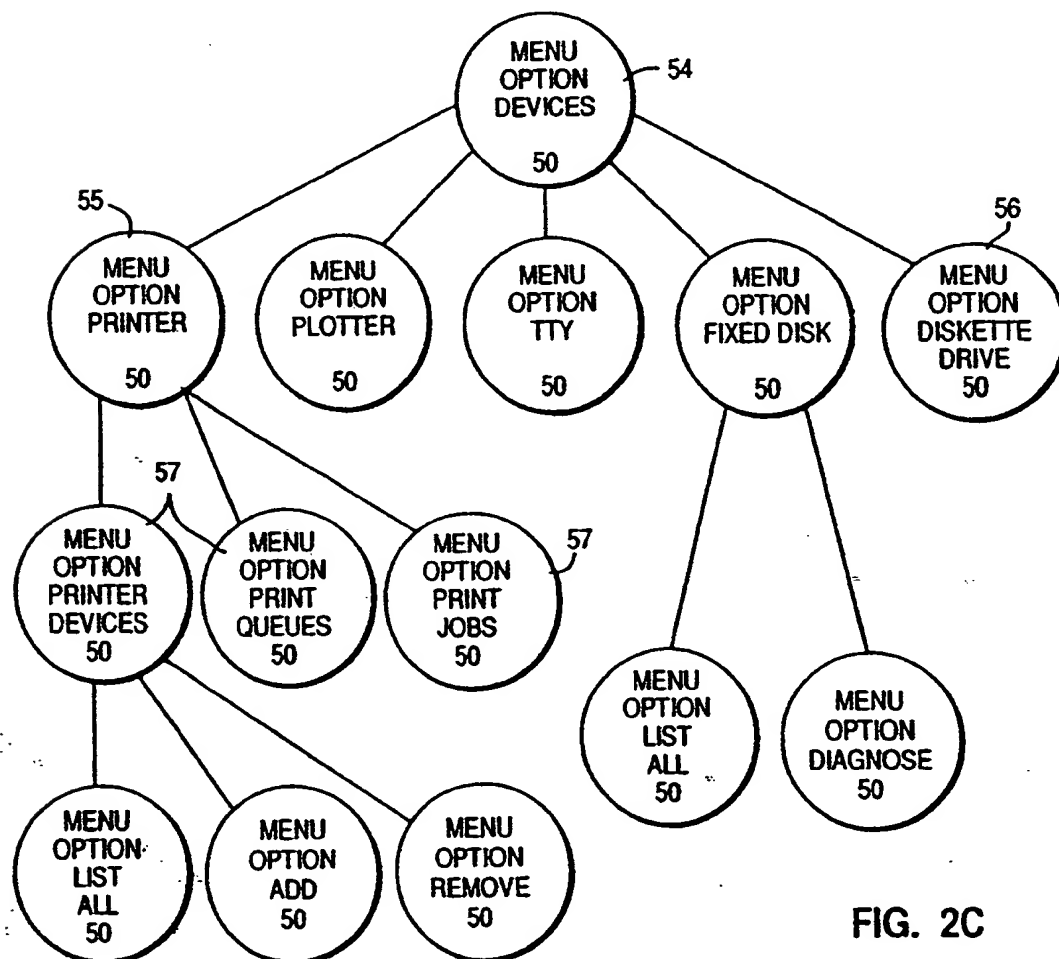 MENU
OPTION
DEVICES
50
54
55
MENU
OPTION
PRINTER
50
MENU
OPTION
PLOTTER
50
MENU
OPTION
TTY
50
MENU
OPTION
FIXED DISK
50
56
MENU
OPTION
DISKETTE
DRIVE
50
57
MENU
OPTION
PRINTER
DEVICES
50
MENU
OPTION
PRINT
QUEUES
50
57
MENU
OPTION
PRINT
JOBS
50
MENU
OPTION
LIST
ALL
50
MENU
OPTION
DIAGNOSE
50
MENU
OPTION
LIST
ALL
50
MENU
OPTION
ADD
50
MENU
OPTION
REMOVE
50
FIG. 2C